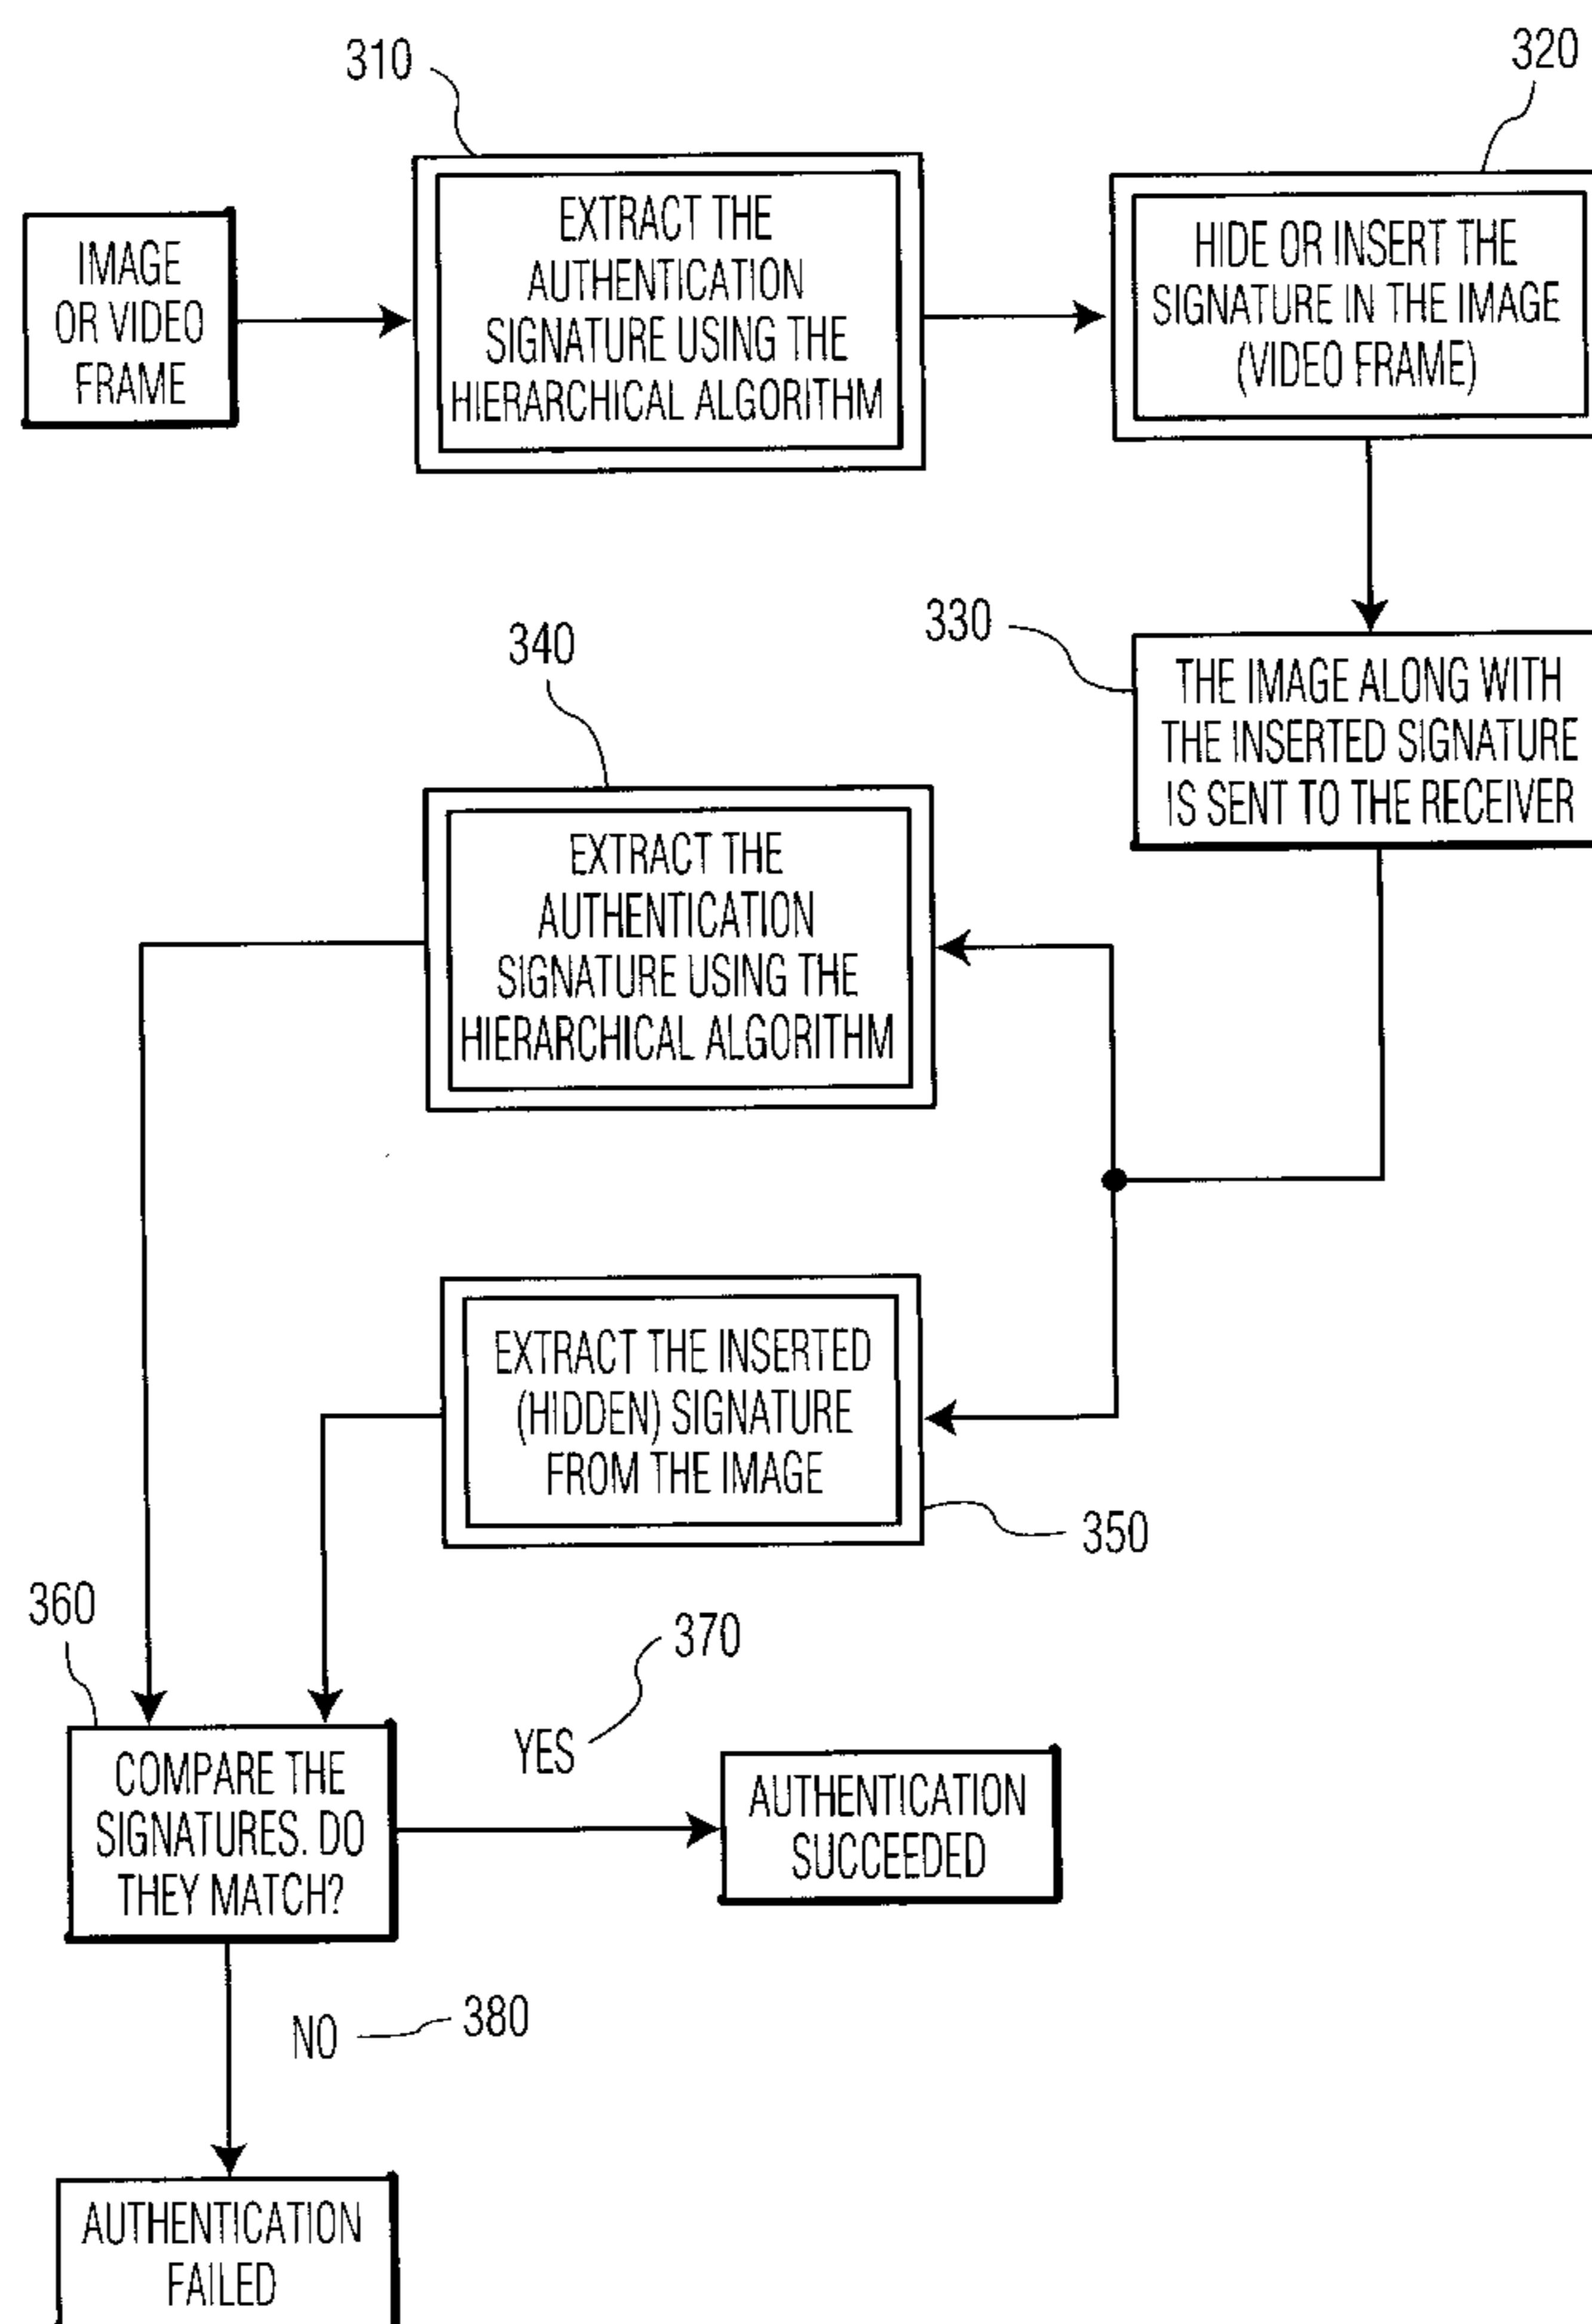 310
320
IMAGE
OR VIDEO
FRAME
EXTRACT THE
AUTHENTICATION
SIGNATURE USING THE
HIERARCHICAL ALGORITHM
HIDE OR INSERT THE
SIGNATURE IN THE IMAGE
(VIDEO FRAME)
330
THE IMAGE ALONG WITH
THE INSERTED SIGNATURE
IS SENT TO THE RECEIVER
340
EXTRACT THE
AUTHENTICATION
SIGNATURE USING THE
HIERARCHICAL ALGORITHM
EXTRACT THE INSERTED
(HIDDEN) SIGNATURE
FROM THE IMAGE
350
360
370
YES
COMPARE THE
SIGNATURES. DO
THEY MATCH?
AUTHENTICATION
SUCCEEDED
NO
380
AUTHENTICATION
FAILED